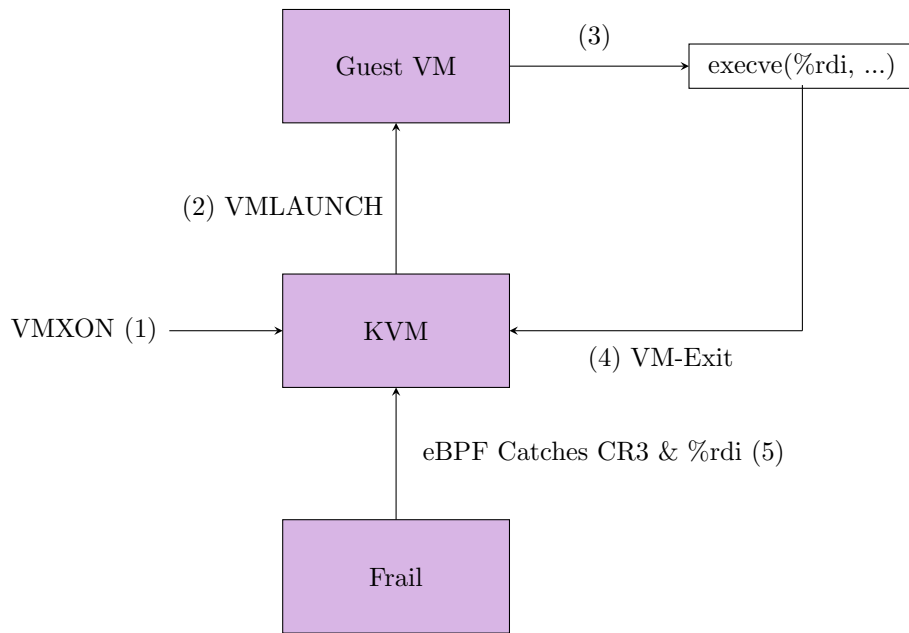 Guest VM
(3)
execve(%rdi, ...)
(2) VMLAUNCH
VMXON (1)
KVM
(4) VM-Exit
eBPF Catches CR3 & %rdi (5)
Frail